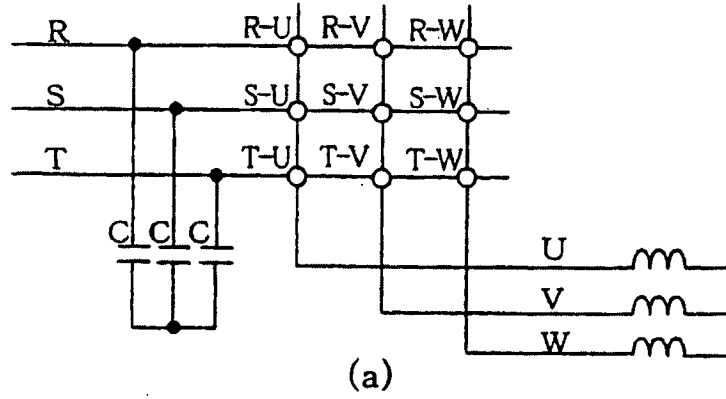 R R-U R-V R-W
S S-U S-V S-W
T T-U T-V T-W
C C C
U
V
W
(a)